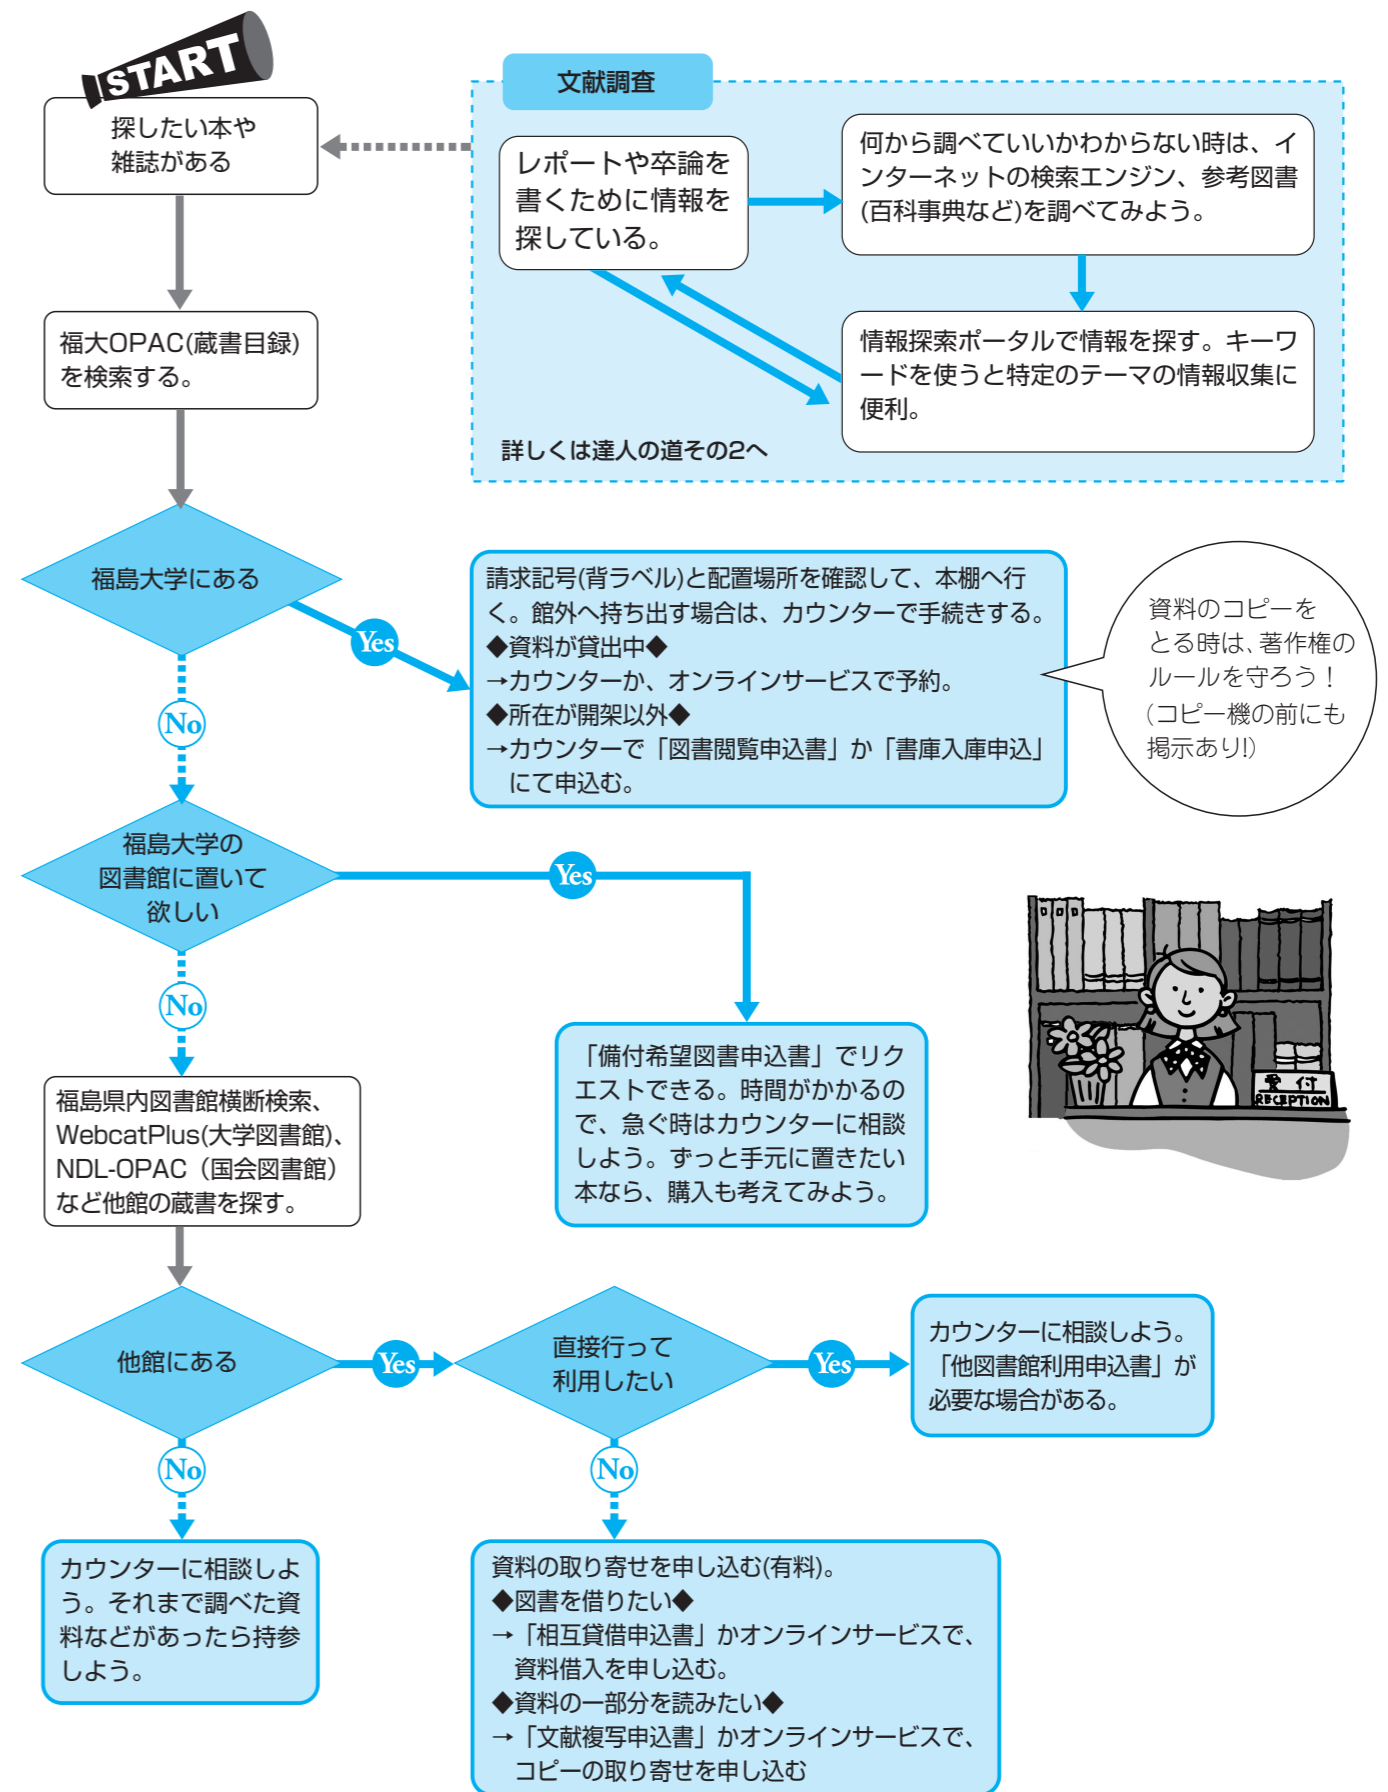 START
探したい本や
雑誌がある
文献調査
レポートや卒論を
書くために情報を
探している。
何から調べていいかわからない時は、イ
ンターネットの検索エンジン、参考図書
(百科事典など)を調べてみよう。
情報探索ポータルで情報を探す。キーワ
ードを使うと特定のテーマの情報収集に
便利。
詳しくは達人の道その2へ
福大OPAC(蔵書目録)
を検索する。
福島大学にある
Yes
請求記号(背ラベル)と配置場所を確認して、本棚へ行
く。館外へ持ち出す場合は、カウンターで手続きする。
◆資料が貸出中◆
→カウンターか、オンラインサービスで予約。
◆所在が開架以外◆
→カウンターで「図書閲覧申込書」か「書庫入庫申込」
にて申込む。
資料のコピーを
とる時は、著作権の
ルールを守ろう！
(コピー機の前にも
掲示あり!)
No
福島大学の
図書館に置いて
欲しい
Yes
「備付希望図書申込書」でリク
エストできる。時間がかかるの
で、急ぐ時はカウンターに相談
しよう。ずっと手元に置きたい
本なら、購入も考えてみよう。
受付
RECEPTION
No
福島県内図書館横断検索、
WebcatPlus(大学図書館)、
NDL-OPAC（国会図書館）
など他館の蔵書を探す。
他館にある
Yes
直接行って
利用したい
Yes
カウンターに相談しよう。
「他図書館利用申込書」が
必要な場合がある。
No
カウンターに相談しよ
う。それまで調べた資
料などがあったら持参
しよう。
No
資料の取り寄せを申し込む(有料)。
◆図書を借りたい◆
→「相互貸借申込書」かオンラインサービスで、
資料借入を申し込む。
◆資料の一部分を読みたい◆
→「文献複写申込書」かオンラインサービスで、
コピーの取り寄せを申し込む